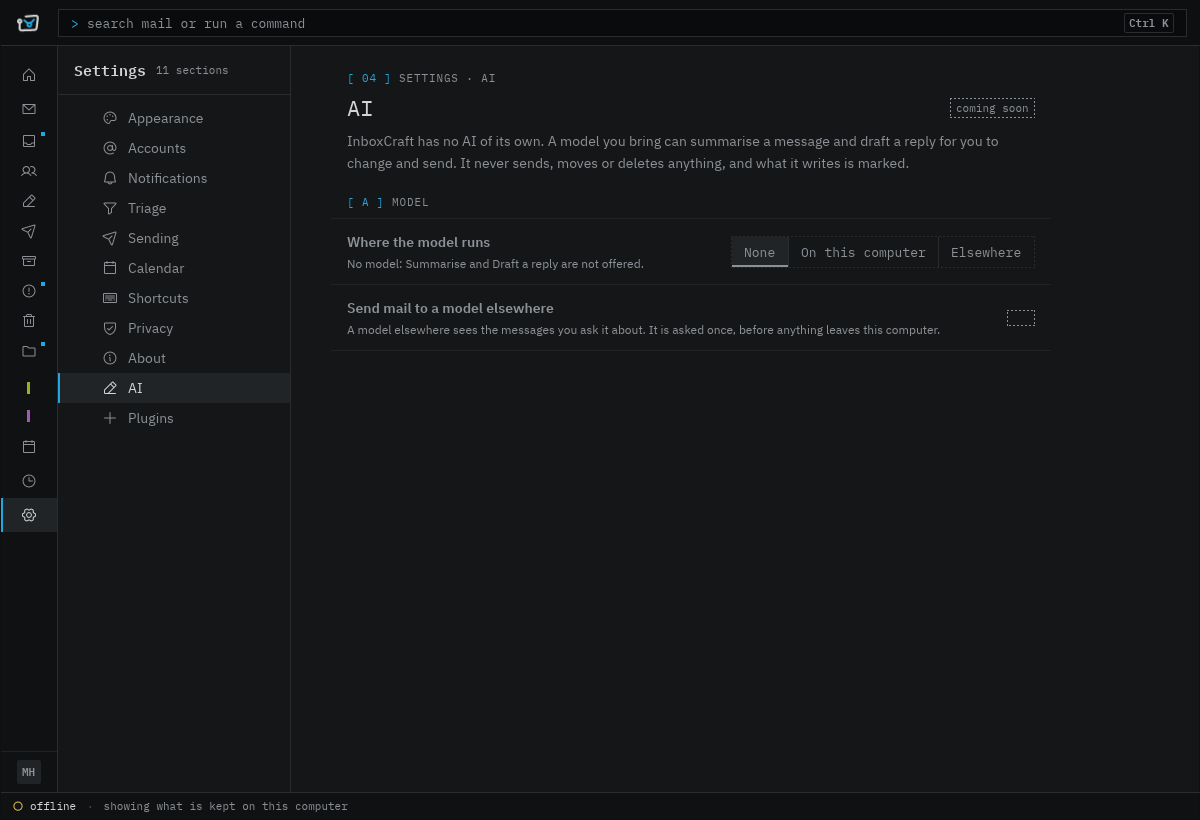 > search mail or run a command
Ctrl K
Settings 11 sections
Appearance
Accounts
Notifications
Triage
Sending
Calendar
Shortcuts
Privacy
About
AI
Plugins
[ 04 ] SETTINGS · AI
AI
coming soon
InboxCraft has no AI of its own. A model you bring can summarise a message and draft a reply for you to
change and send. It never sends, moves or deletes anything, and what it writes is marked.
[ A ] MODEL
Where the model runs
No model: Summarise and Draft a reply are not offered.
None On this computer Elsewhere
Send mail to a model elsewhere
A model elsewhere sees the messages you ask it about. It is asked once, before anything leaves this computer.
MH
offline · showing what is kept on this computer